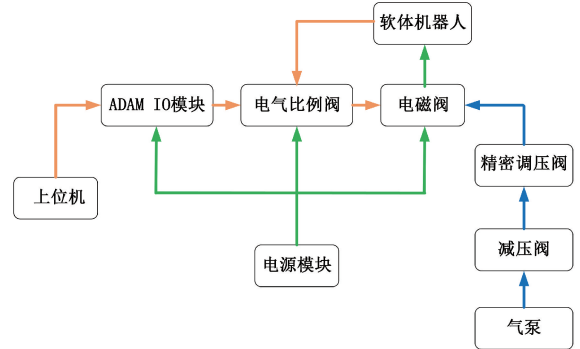 软体机器人
ADAM IO模块
电气比例阀
电磁阀
精密调压阀
上位机
减压阀
电源模块
气泵